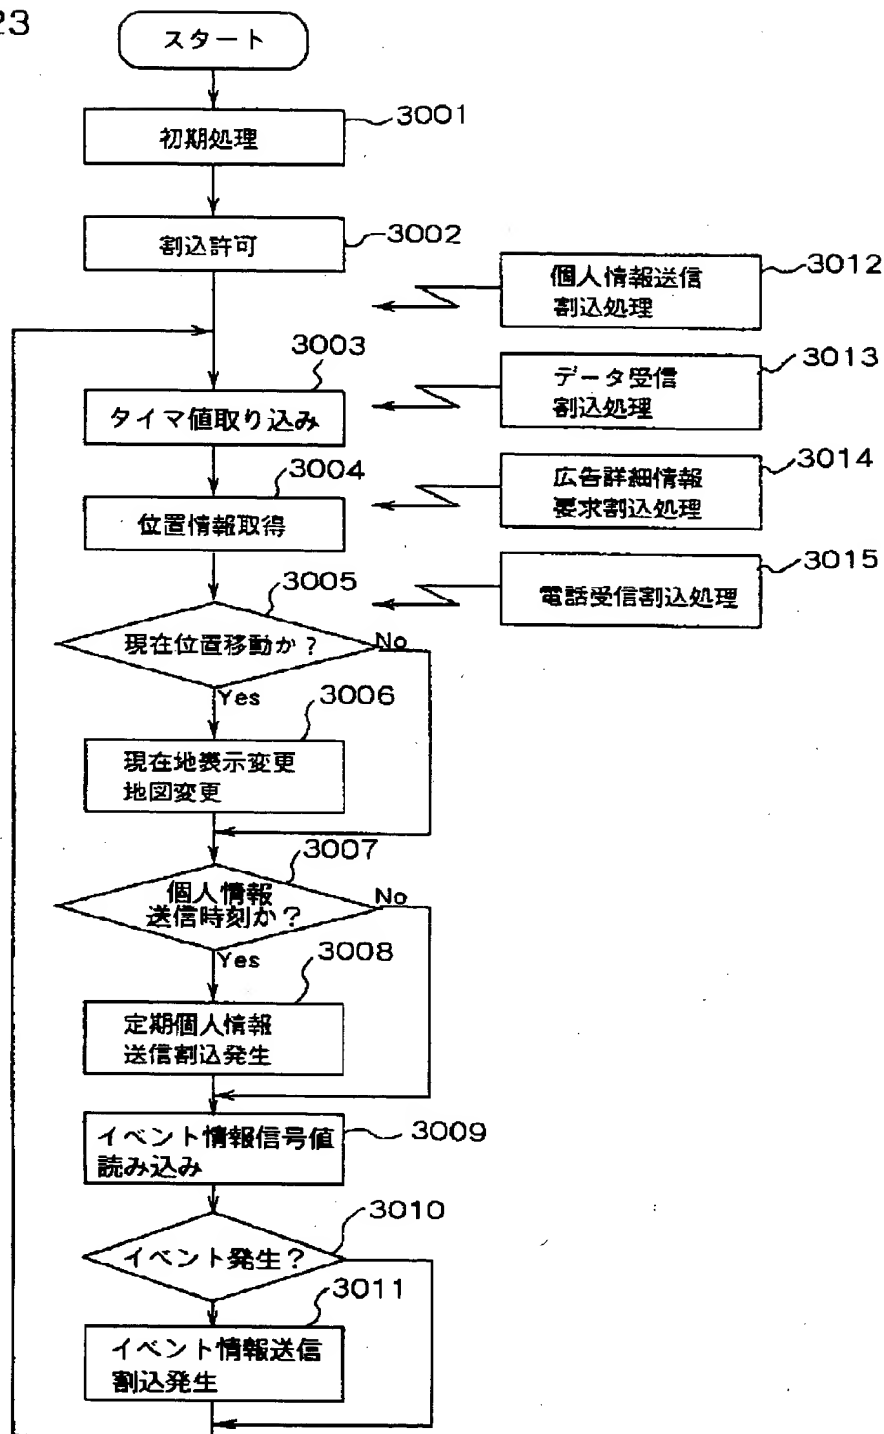 23
スタート
3001
初期処理
3002
割込許可
3012
個人情報送信
割込処理
3003
タイマ値取り込み
3013
データ受信
割込処理
3004
位置情報取得
3014
広告詳細情報
要求割込処理
3005
現在位置移動か？
No
Yes
3015
電話受信割込処理
3006
現在地表示変更
地図変更
3007
個人情報
送信時刻か？
No
Yes
3008
定期個人情報
送信割込発生
3009
イベント情報信号値
読み込み
3010
イベント発生？
3011
イベント情報送信
割込発生